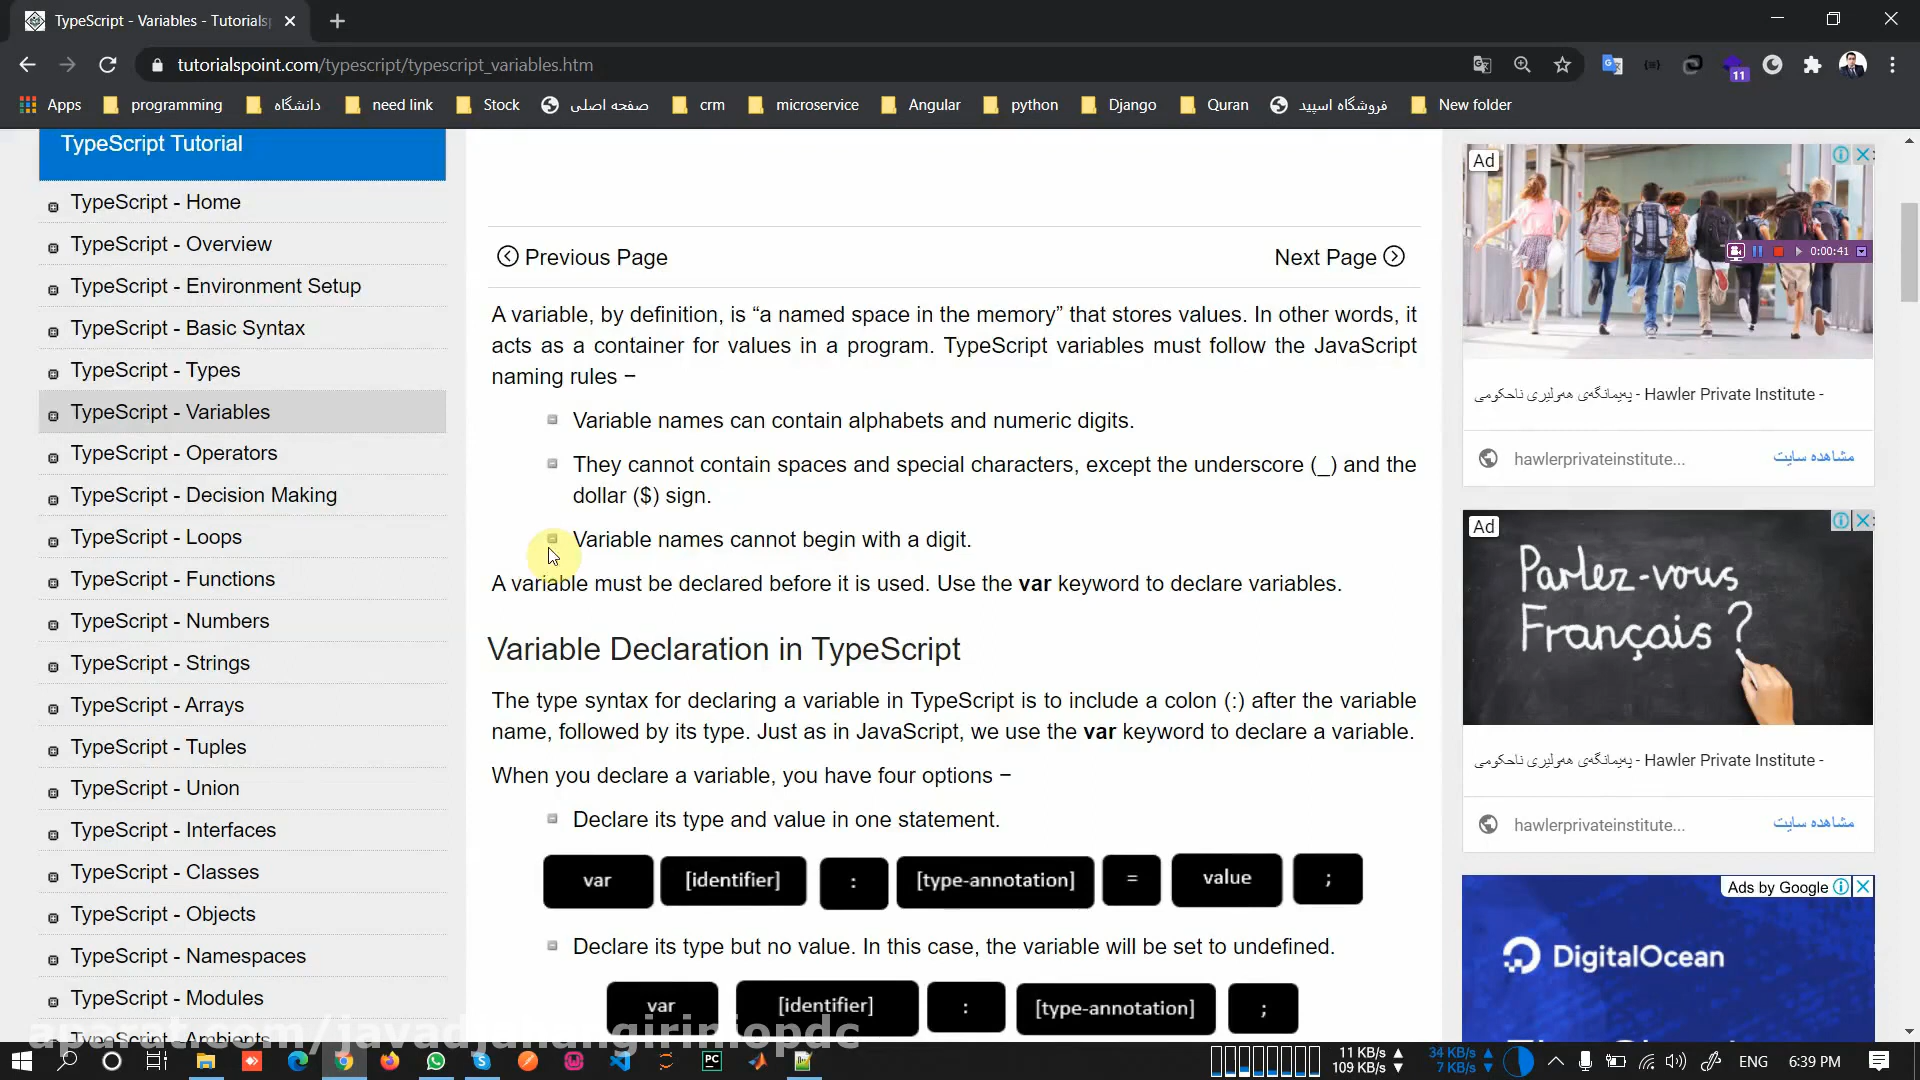 TypeScript - Variables - Tutorials
tutorialspoint.com/typescript/typescript_variables.htm
11
Apps
programming
دانشگاه
need link
Stock
صفحه اصلی
crm
microservice
Angular
python
Django
Quran
فروشگاه اسپید
New folder
TypeScript Tutorial
TypeScript - Home
TypeScript - Overview
TypeScript - Environment Setup
TypeScript - Basic Syntax
TypeScript - Types
TypeScript - Variables
TypeScript - Operators
TypeScript - Decision Making
TypeScript - Loops
TypeScript - Functions
TypeScript - Numbers
TypeScript - Strings
TypeScript - Arrays
TypeScript - Tuples
TypeScript - Union
TypeScript - Interfaces
TypeScript - Classes
TypeScript - Objects
TypeScript - Namespaces
TypeScript - Modules
TypeScript - Ambients
Previous Page
Next Page
A variable, by definition, is “a named space in the memory” that stores values. In other words, it
acts as a container for values in a program. TypeScript variables must follow the JavaScript
naming rules −
Variable names can contain alphabets and numeric digits.
They cannot contain spaces and special characters, except the underscore (_) and the
dollar ($) sign.
Variable names cannot begin with a digit.
A variable must be declared before it is used. Use the var keyword to declare variables.
Variable Declaration in TypeScript
The type syntax for declaring a variable in TypeScript is to include a colon (:) after the variable
name, followed by its type. Just as in JavaScript, we use the var keyword to declare a variable.
When you declare a variable, you have four options −
Declare its type and value in one statement.
var [identifier] : [type-annotation] = value ;
Declare its type but no value. In this case, the variable will be set to undefined.
var [identifier] : [type-annotation] ;
Ad
0:00:41
پەیمانگەی هەولیری ناحکومی - Hawler Private Institute -
hawlerprivateinstitute...
مشاهده سایت
Ad
Parlez-vous
Français ?
پەیمانگەی هەولیری ناحکومی - Hawler Private Institute -
hawlerprivateinstitute...
مشاهده سایت
Ads by Google
DigitalOcean
11 KB/s
109 KB/s
34 KB/s
7 KB/s
ENG
6:39 PM